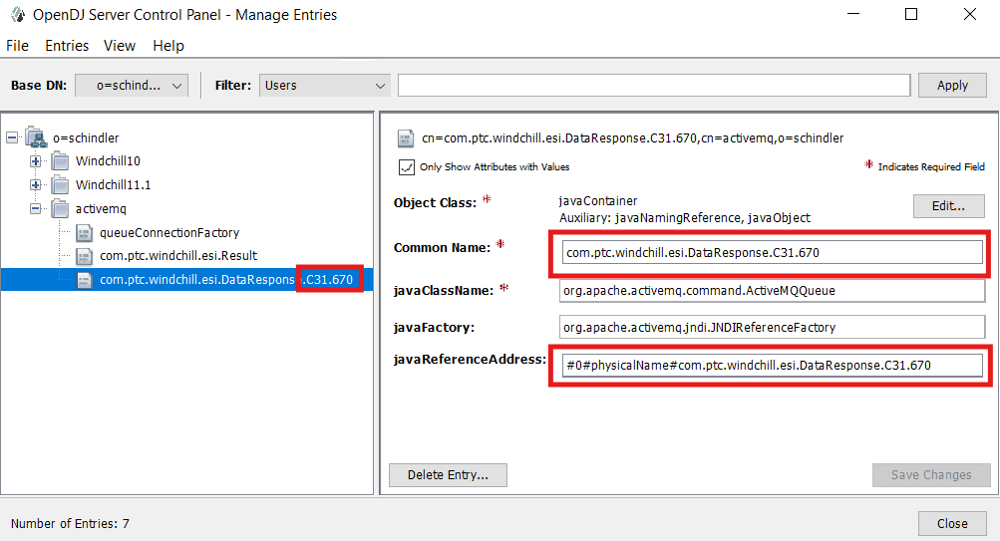 OpenDJ Server Control Panel - Manage Entries
File Entries View Help
Base DN: o=schind... Filter: Users Apply
o=schindler
Windchill10
Windchill11.1
activemq
queueConnectionFactory
com.ptc.windchill.esi.Result
com.ptc.windchill.esi.DataResponse.C31.670
cn=com.ptc.windchill.esi.DataResponse.C31.670,cn=activemq,o=schindler
Only Show Attributes with Values * Indicates Required Field
Object Class: * javaContainer
Auxiliary: javaNamingReference, javaObject
Edit...
Common Name: * com.ptc.windchill.esi.DataResponse.C31.670
javaClassName: * org.apache.activemq.command.ActiveMQQueue
javaFactory: org.apache.activemq.jndi.JNDIReferenceFactory
javaReferenceAddress: #0#physicalName#com.ptc.windchill.esi.DataResponse.C31.670
Delete Entry... Save Changes
Number of Entries: 7 Close